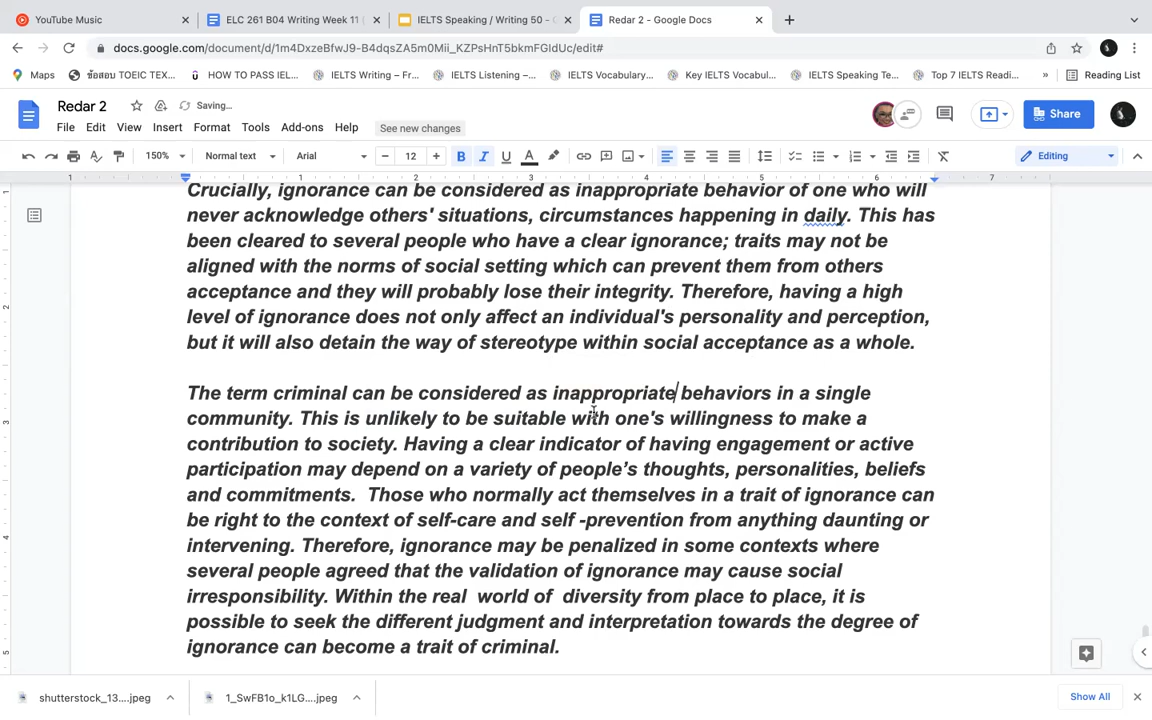 YouTube Music
ELC 261 B04 Writing Week 11
IELTS Speaking / Writing 50 -
Redar 2 - Google Docs
docs.google.com/document/d/1m4DxzeBfwJ9-B4dqsZA5m0Mii_KZPsHnT5bkmFGIdUc/edit#
Maps
ข้อสอบ TOEIC TEX...
HOW TO PASS IEL...
IELTS Writing – Fr...
IELTS Listening –...
IELTS Vocabulary...
Key IELTS Vocabul...
IELTS Speaking Te...
Top 7 IELTS Readi...
»
Reading List
Redar 2
Saving...
File Edit View Insert Format Tools Add-ons Help See new changes
Share
150% Normal text Arial - 12 + B I U A Editing
1 1 2 3 4 5 6 7
Crucially, ignorance can be considered as inappropriate behavior of one who will
never acknowledge others' situations, circumstances happening in daily. This has
been cleared to several people who have a clear ignorance; traits may not be
aligned with the norms of social setting which can prevent them from others
acceptance and they will probably lose their integrity. Therefore, having a high
level of ignorance does not only affect an individual's personality and perception,
but it will also detain the way of stereotype within social acceptance as a whole.
The term criminal can be considered as inappropriate behaviors in a single
community. This is unlikely to be suitable with one's willingness to make a
contribution to society. Having a clear indicator of having engagement or active
participation may depend on a variety of people’s thoughts, personalities, beliefs
and commitments.  Those who normally act themselves in a trait of ignorance can
be right to the context of self-care and self -prevention from anything daunting or
intervening. Therefore, ignorance may be penalized in some contexts where
several people agreed that the validation of ignorance may cause social
irresponsibility. Within the real  world of  diversity from place to place, it is
possible to seek the different judgment and interpretation towards the degree of
ignorance can become a trait of criminal.
1
2
3
4
5
shutterstock_13....jpeg
1_SwFB1o_k1LG....jpeg
Show All